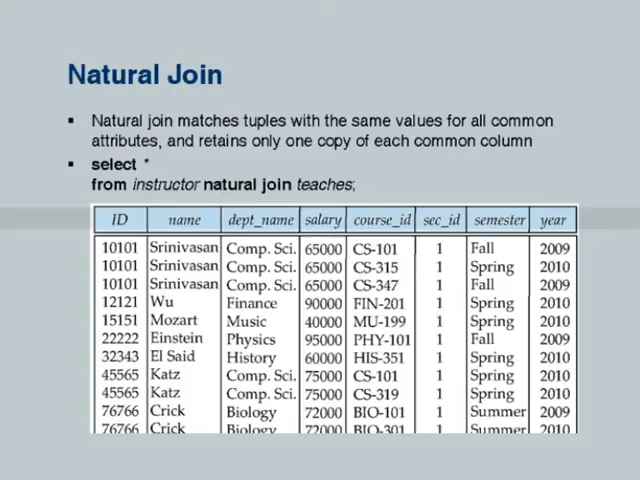 Natural Join
▪ Natural join matches tuples with the same values for all common
attributes, and retains only one copy of each common column
▪ select *
from instructor natural join teaches;
ID name dept_name salary course_id sec_id semester year
10101 Srinivasan Comp. Sci. 65000 CS-101 1 Fall 2009
10101 Srinivasan Comp. Sci. 65000 CS-315 1 Spring 2010
10101 Srinivasan Comp. Sci. 65000 CS-347 1 Fall 2009
12121 Wu Finance 90000 FIN-201 1 Spring 2010
15151 Mozart Music 40000 MU-199 1 Spring 2010
22222 Einstein Physics 95000 PHY-101 1 Fall 2009
32343 El Said History 60000 HIS-351 1 Spring 2010
45565 Katz Comp. Sci. 75000 CS-101 1 Spring 2010
45565 Katz Comp. Sci. 75000 CS-319 1 Spring 2010
76766 Crick Biology 72000 BIO-101 1 Summer 2009
76766 Crick Biology 72000 BIO-301 1 Summer 2010